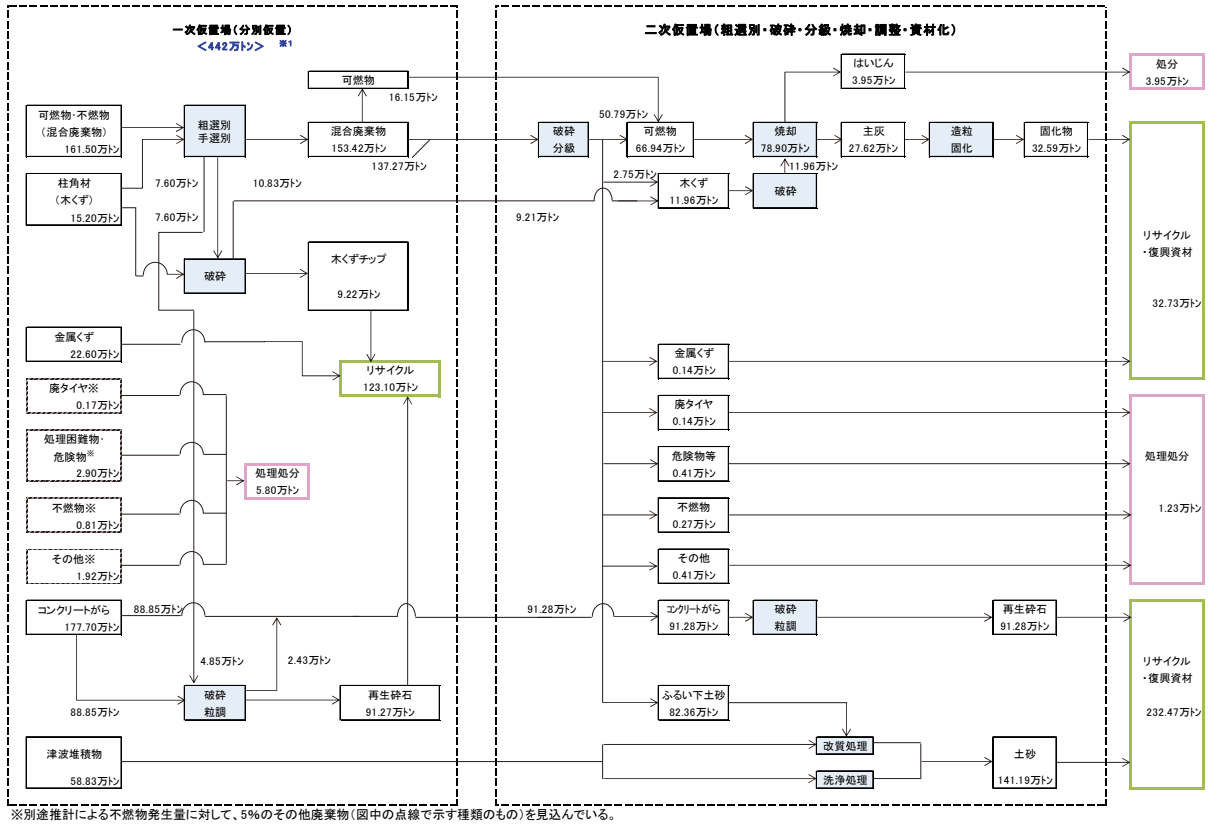 一次仮置場(分別仮置)
<442万トン> ※1
可燃物・不燃物
(混合廃棄物)
161.50万トン
柱角材
(木くず)
15.20万トン
粗選別
手選別
7.60万トン
10.83万トン
7.60万トン
可燃物
16.15万トン
混合廃棄物
153.42万トン
137.27万トン
破砕
木くずチップ
9.22万トン
金属くず
22.60万トン
リサイクル
123.10万トン
廃タイヤ※
0.17万トン
処理困難物・
危険物※
2.90万トン
処理処分
5.80万トン
不燃物※
0.81万トン
その他※
1.92万トン
コンクリートがら
177.70万トン
88.85万トン
4.85万トン
2.43万トン
88.85万トン
破砕
粒調
再生砕石
91.27万トン
津波堆積物
58.83万トン
二次仮置場(粗選別・破砕・分級・焼却・調整・資材化)
破砕
分級
50.79万トン
可燃物
66.94万トン
2.75万トン
木くず
11.96万トン
9.21万トン
はいじん
3.95万トン
焼却
78.90万トン
11.96万トン
破砕
主灰
27.62万トン
造粒
固化
固化物
32.59万トン
金属くず
0.14万トン
廃タイヤ
0.14万トン
危険物等
0.41万トン
不燃物
0.27万トン
その他
0.41万トン
91.28万トン
コンクリートがら
91.28万トン
破砕
粒調
再生砕石
91.28万トン
ふるい下土砂
82.36万トン
改質処理
洗浄処理
土砂
141.19万トン
処分
3.95万トン
リサイクル
・復興資材
32.73万トン
処理処分
1.23万トン
リサイクル
・復興資材
232.47万トン
※別途推計による不燃物発生量に対して、5%のその他廃棄物(図中の点線で示す種類のもの)を見込んでいる。